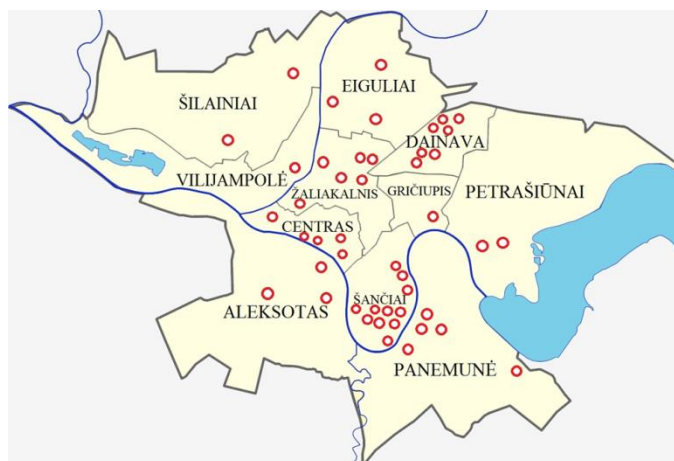 EIGULIAI
ŠILAINIAI
DAINAVA
VILIJAMPOLĖ
ŽALIAKALNIS
GRIČIUPIS
PETRAŠIŪNAI
CENTRAS
ALEKSOTAS
ŠANČIAI
PANEMUNĖ